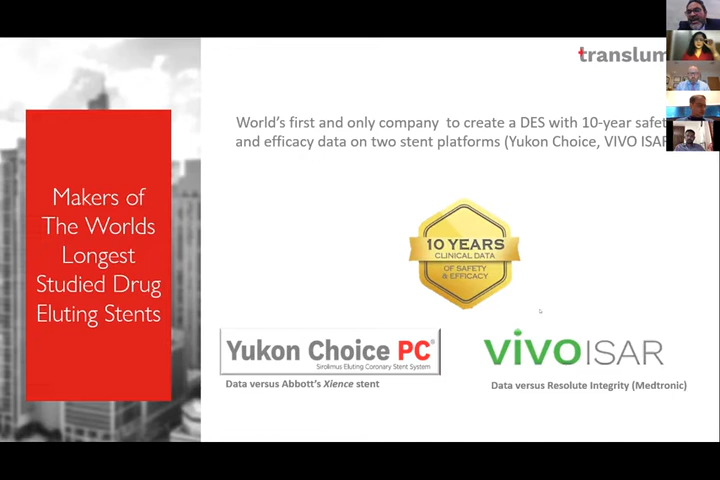 translum
World's first and only company to create a DES with 10-year safet
and efficacy data on two stent platforms (Yukon Choice, VIVO ISAR
Makers of
The Worlds
Longest
Studied Drug
Eluting Stents
10 YEARS
CLINICAL DATA
OF SAFETY
& EFFICACY
Yukon Choice PC®
Sirolimus Eluting Coronary Stent System
Data versus Abbott's Xience stent
vivo ISAR
Data versus Resolute Integrity (Medtronic)